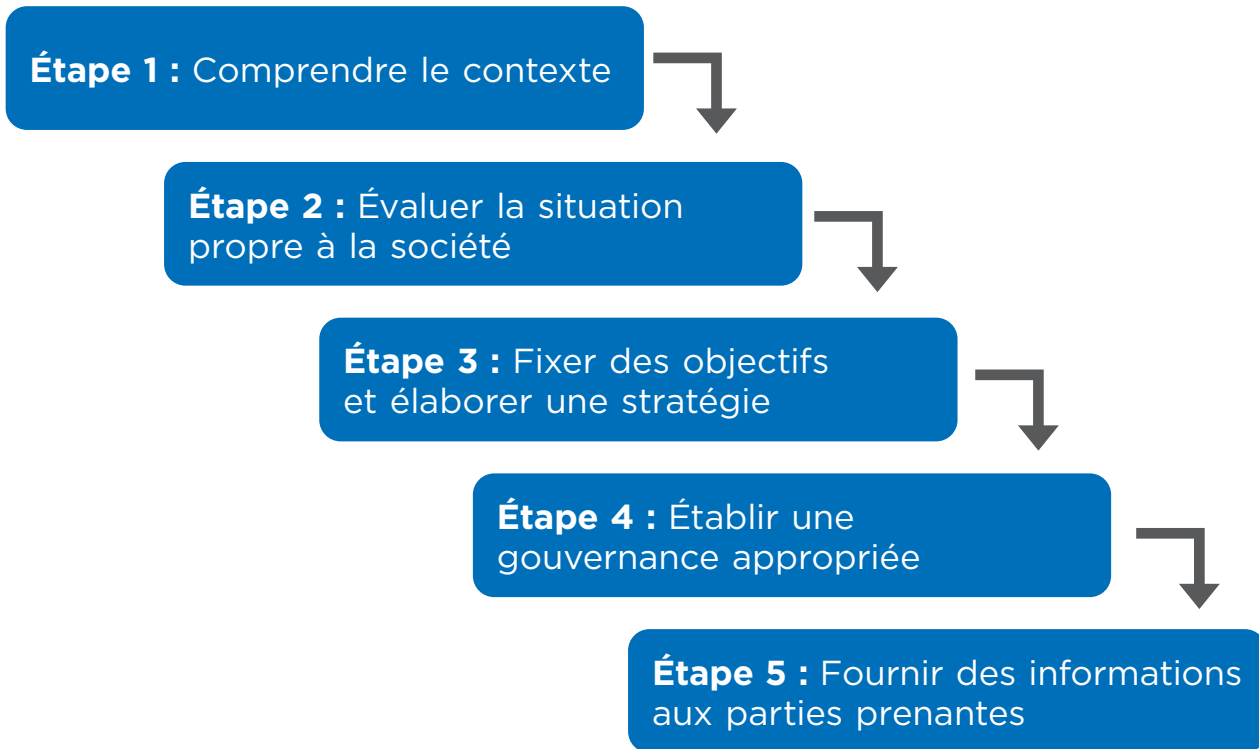 Étape 1 : Comprendre le contexte
Étape 2 : Évaluer la situation
propre à la société
Étape 3 : Fixer des objectifs
et élaborer une stratégie
Étape 4 : Établir une
gouvernance appropriée
Étape 5 : Fournir des informations
aux parties prenantes